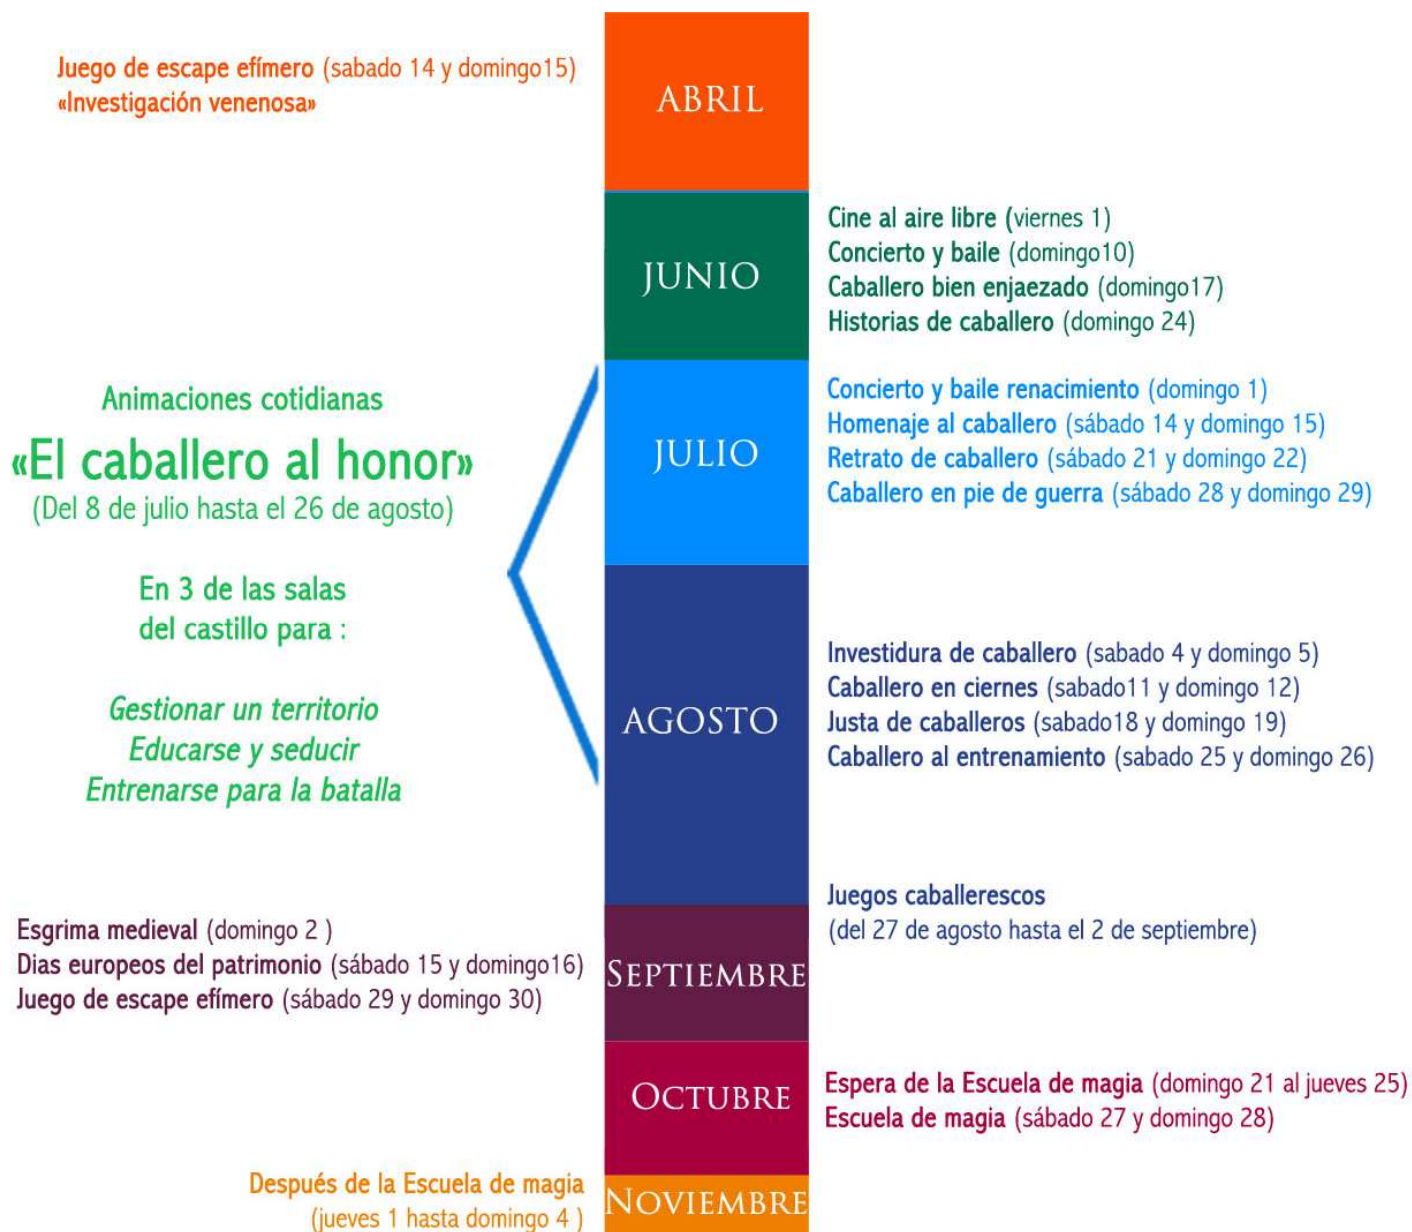 Juego de escape efímero (sabado 14 y domingo15)
«Investigación venenosa»
ABRIL
JUNIO
Cine al aire libre (viernes 1)
Concierto y baile (domingo10)
Caballero bien enjaezado (domingo17)
Historias de caballero (domingo 24)
Animaciones cotidianas
«El caballero al honor»
(Del 8 de julio hasta el 26 de agosto)
En 3 de las salas
del castillo para :
Gestionar un territorio
Educarse y seducir
Entrenarse para la batalla
JULIO
Concierto y baile renacimiento (domingo 1)
Homenaje al caballero (sábado 14 y domingo 15)
Retrato de caballero (sábado 21 y domingo 22)
Caballero en pie de guerra (sábado 28 y domingo 29)
AGOSTO
Investidura de caballero (sabado 4 y domingo 5)
Caballero en ciernes (sabado11 y domingo 12)
Justa de caballeros (sabado18 y domingo 19)
Caballero al entrenamiento (sabado 25 y domingo 26)
Juegos caballerescos
(del 27 de agosto hasta el 2 de septiembre)
Esgrima medieval (domingo 2 )
Dias europeos del patrimonio (sábado 15 y domingo16)
Juego de escape efímero (sábado 29 y domingo 30)
SEPTIEMBRE
OCTUBRE
Espera de la Escuela de magia (domingo 21 al jueves 25)
Escuela de magia (sábado 27 y domingo 28)
Después de la Escuela de magia
(jueves 1 hasta domingo 4 )
NOVIEMBRE